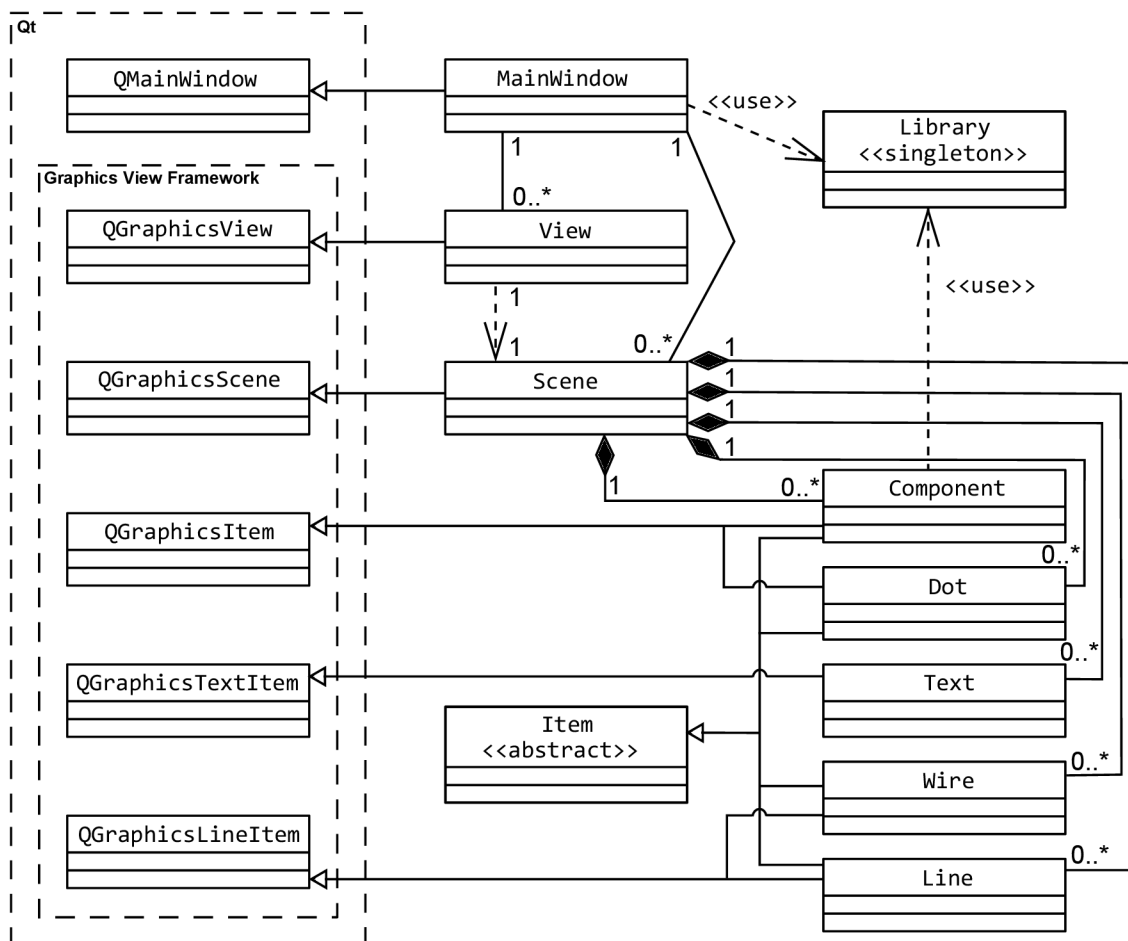 Qt
QMainWindow
MainWindow
<<use>>
Library
<<singleton>>
1
1
0..*
Graphics View Framework
QGraphicsView
View
<<use>>
1
1
0..*
QGraphicsScene
Scene
1
1
1
1
1
0..*
Component
QGraphicsItem
0..*
Dot
0..*
QGraphicsTextItem
Text
Item
<<abstract>>
0..*
Wire
QGraphicsLineItem
0..*
Line